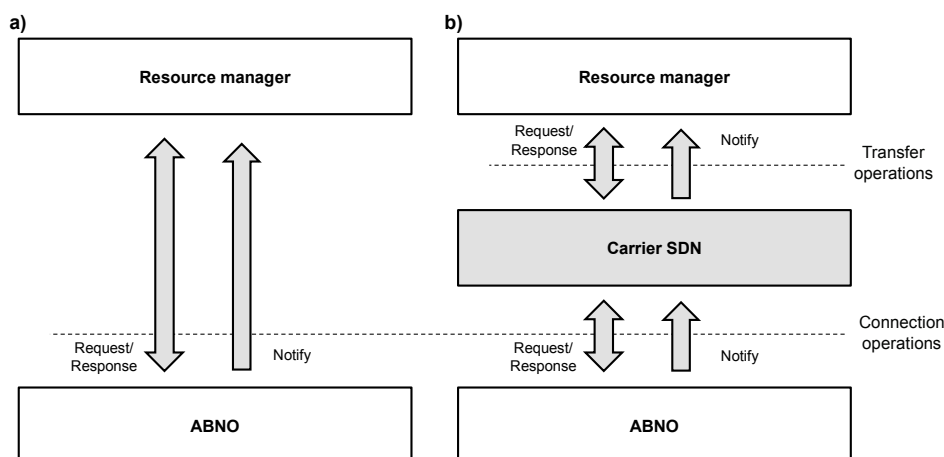 a)
Resource manager
Request/
Response
Notify
ABNO
b)
Resource manager
Request/
Response
Notify
Transfer
operations
Carrier SDN
Connection
operations
Request/
Response
Notify
ABNO